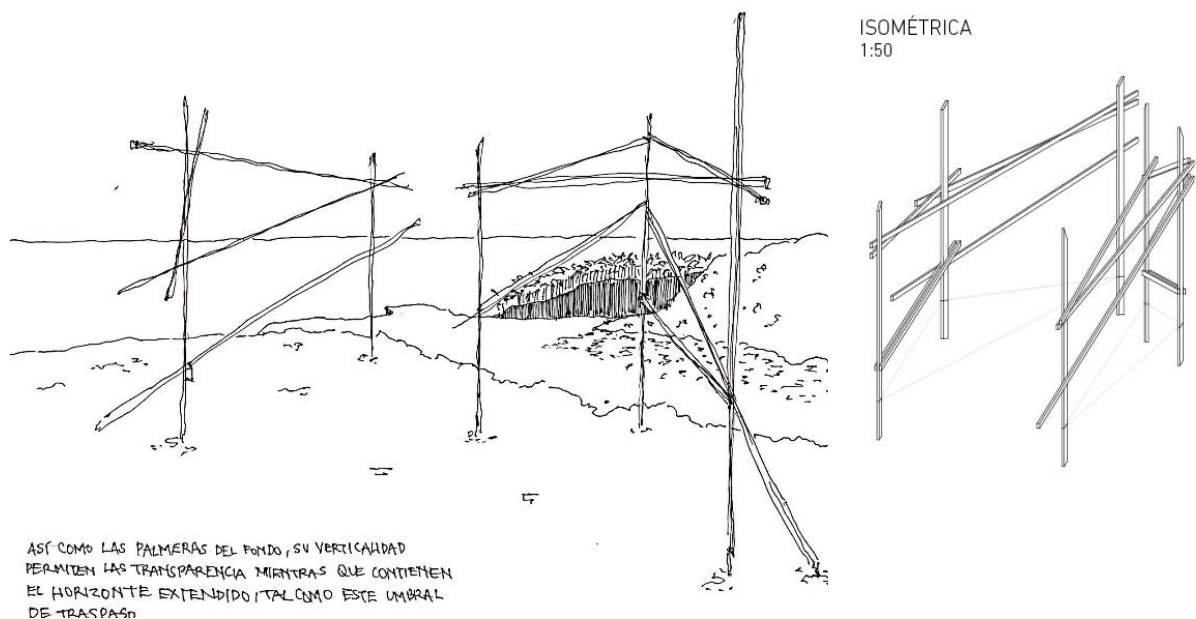 ISOMÉTRICA
1:50
ASÍ COMO LAS PALMERAS DEL FONDO, SU VERTICALIDAD
PERMITEN LAS TRANSPARENCIA MIENTRAS QUE CONTIENEN
EL HORIZONTE EXTENDIDO, TAL COMO ESTE UMBRAL
DE TRASPASO